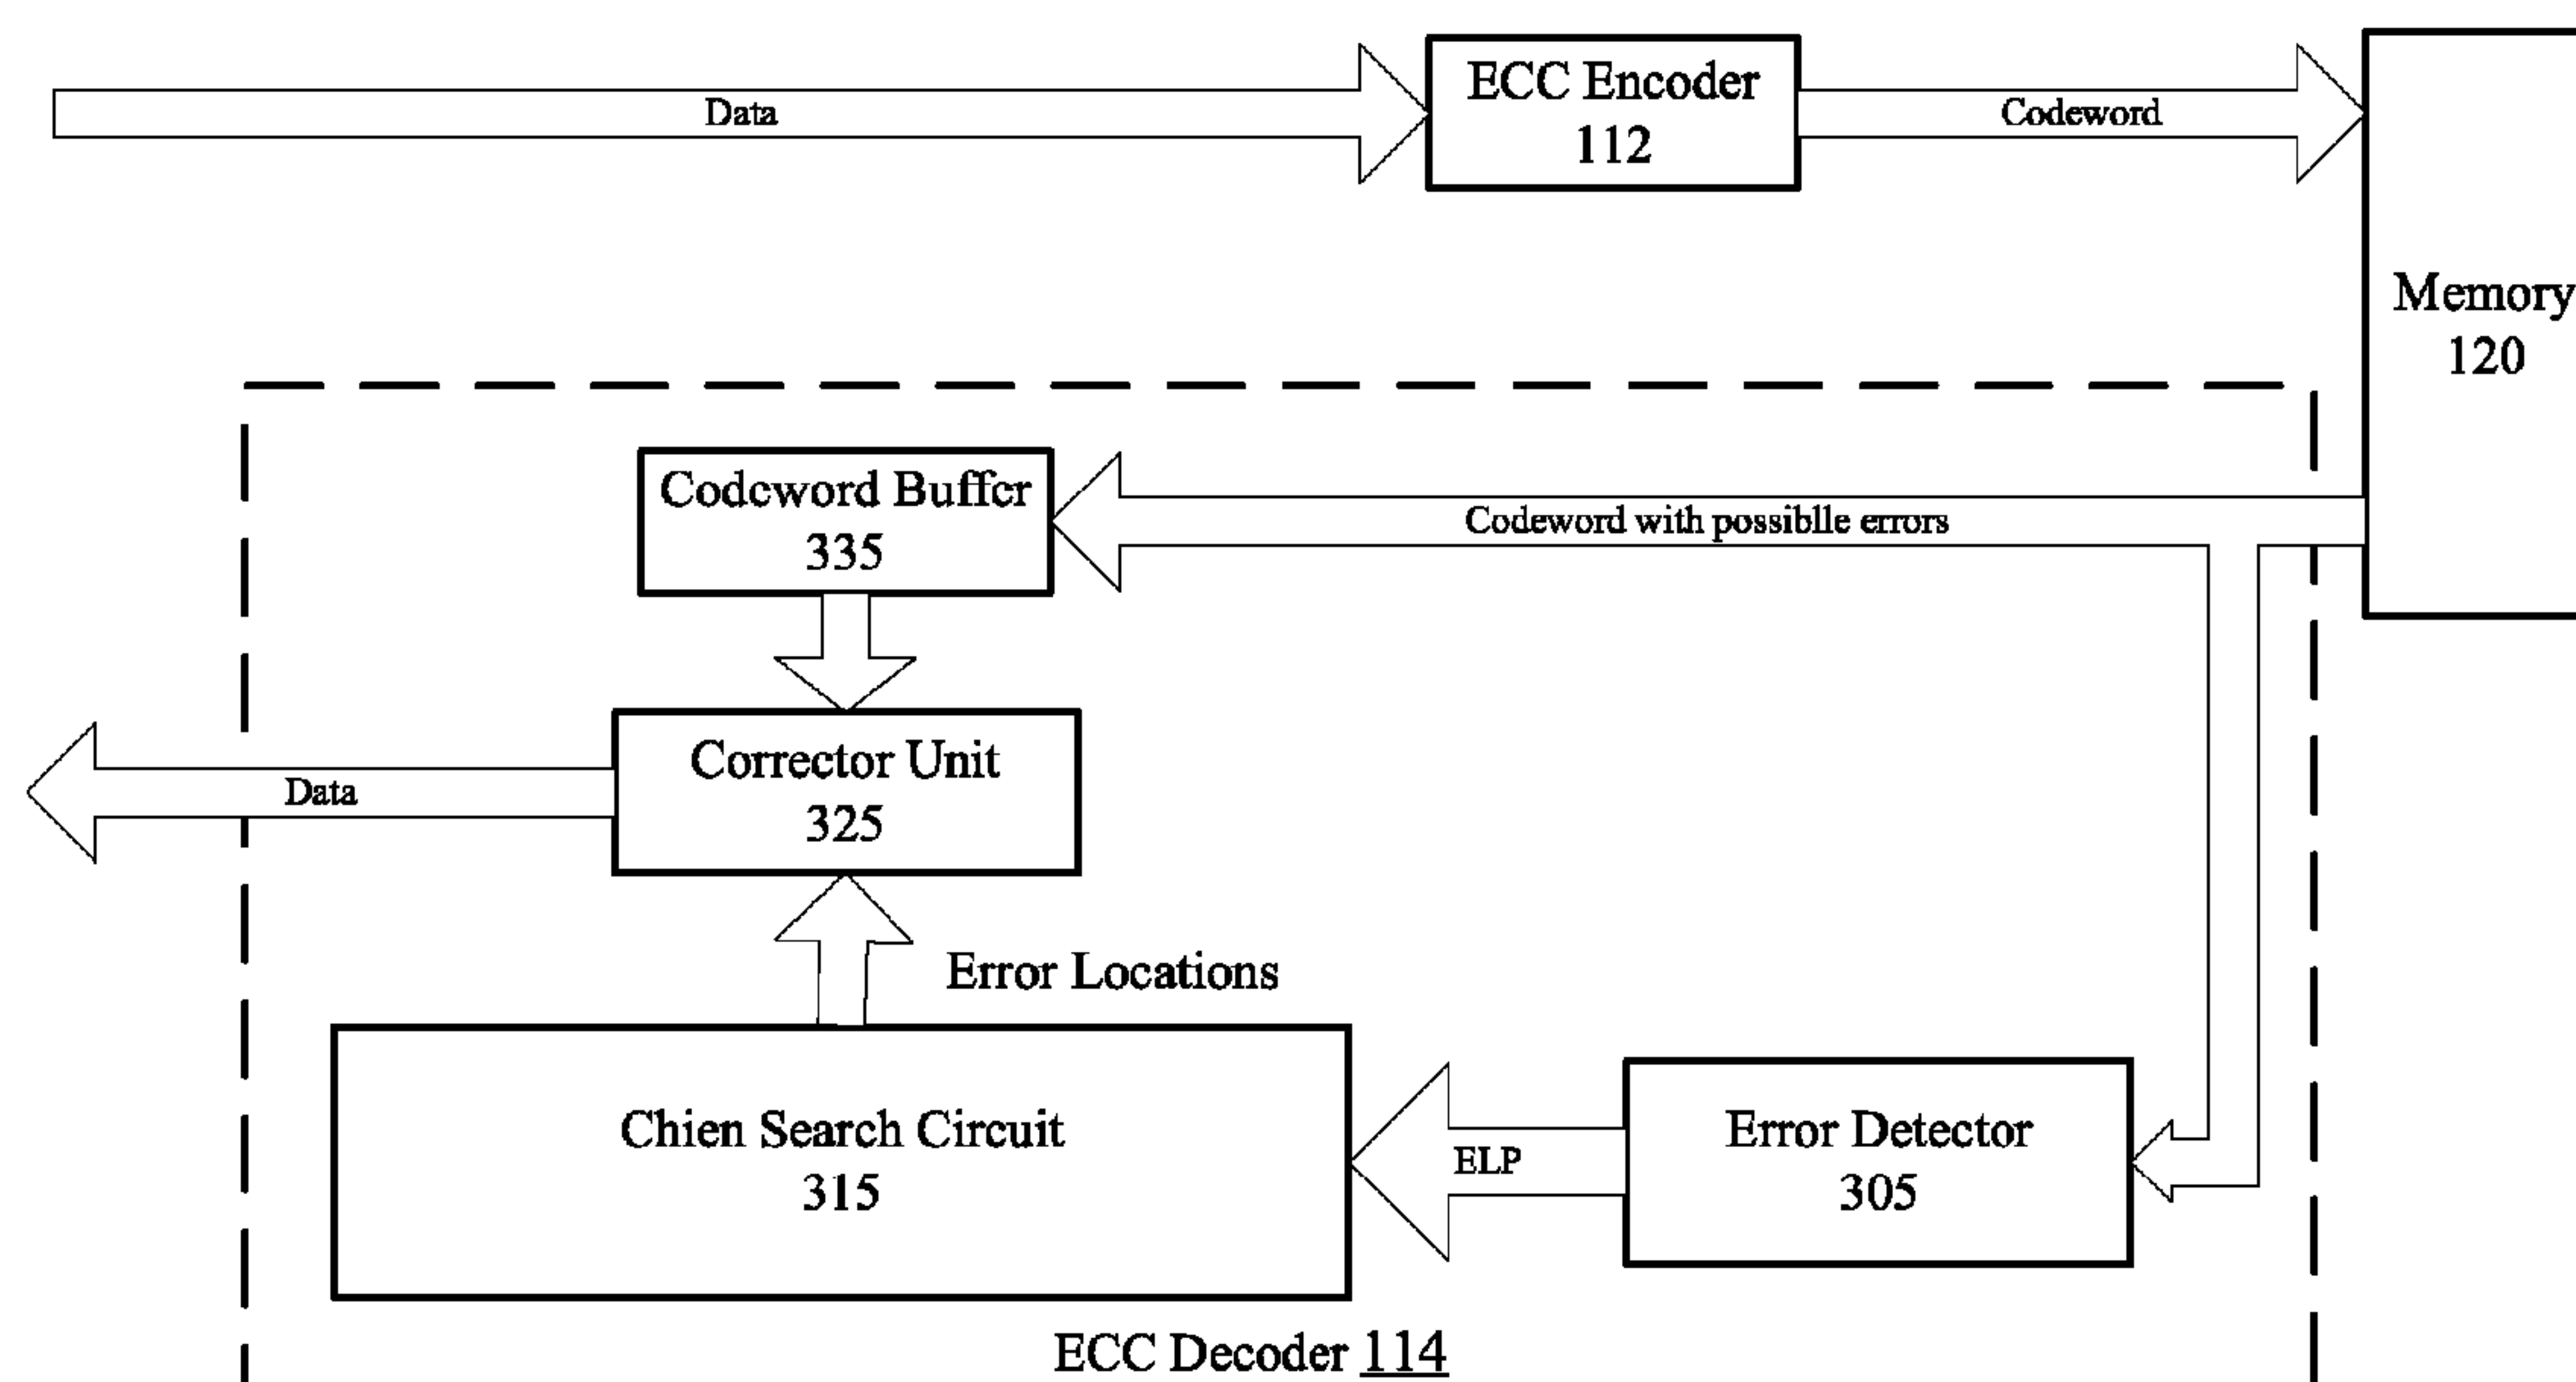 ECC Encoder
112
Data
Codeword
Memory
120
Codeword Buffer
335
Codeword with possiblle errors
Corrector Unit
325
Data
Error Locations
Chien Search Circuit
315
ELP
Error Detector
305
ECC Decoder 114